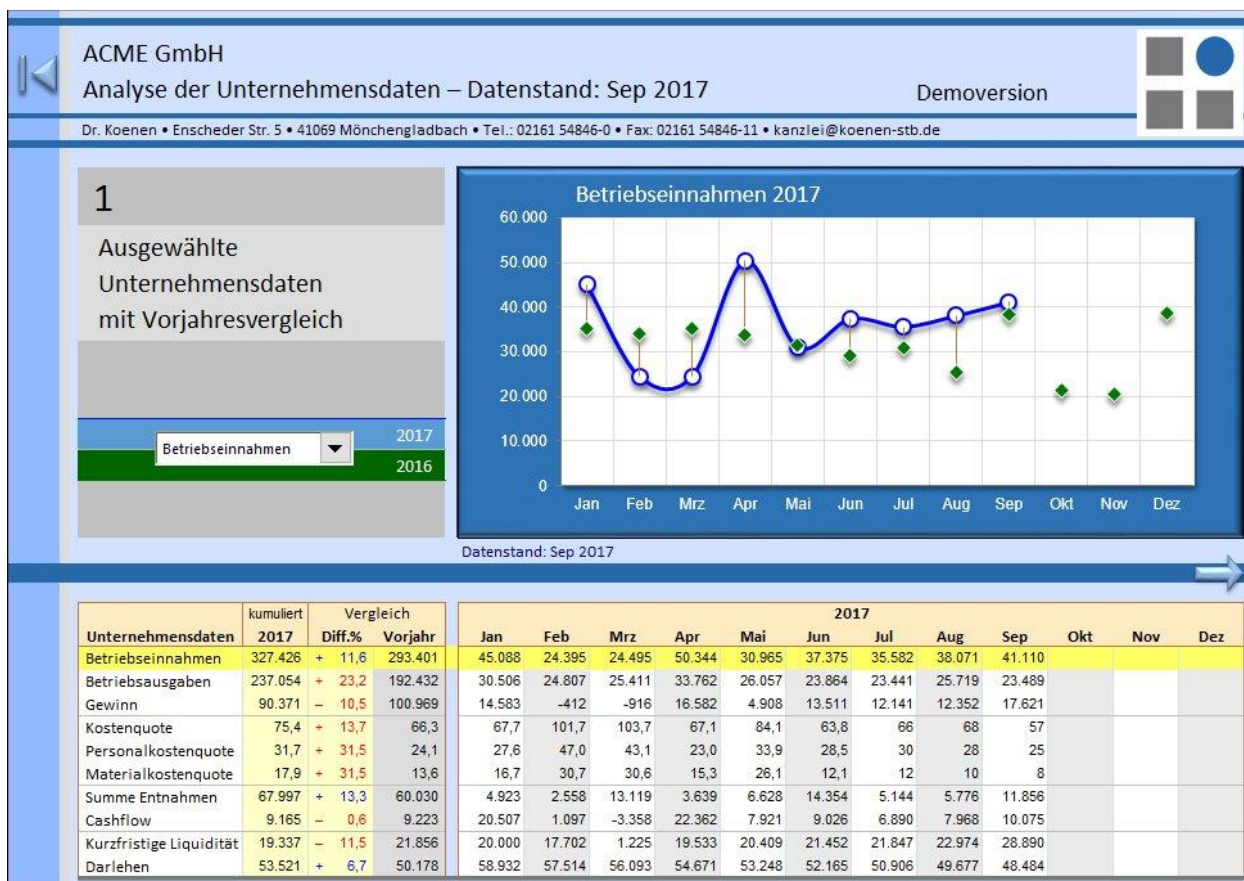 ACME GmbH
Analyse der Unternehmensdaten – Datenstand: Sep 2017
Demoversion
Dr. Koenen • Enscheder Str. 5 • 41069 Mönchengladbach • Tel.: 02161 54846-0 • Fax: 02161 54846-11 • kanzlei@koenen-stb.de
1
Ausgewählte
Unternehmensdaten
mit Vorjahresvergleich
Betriebseinnahmen
2017
2016
Betriebseinnahmen 2017
60.000
50.000
40.000
30.000
20.000
10.000
0
Jan Feb Mrz Apr Mai Jun Jul Aug Sep Okt Nov Dez
Datenstand: Sep 2017
kumuliert Vergleich 2017
Unternehmensdaten 2017 Diff.% Vorjahr Jan Feb Mrz Apr Mai Jun Jul Aug Sep Okt Nov Dez
Betriebseinnahmen 327.426 + 11,6 293.401 45.088 24.395 24.495 50.344 30.965 37.375 35.582 38.071 41.110
Betriebsausgaben 237.054 + 23,2 192.432 30.506 24.807 25.411 33.762 26.057 23.864 23.441 25.719 23.489
Gewinn 90.371 – 10,5 100.969 14.583 -412 -916 16.582 4.908 13.511 12.141 12.352 17.621
Kostenquote 75,4 + 13,7 66,3 67,7 101,7 103,7 67,1 84,1 63,8 66 68 57
Personalkostenquote 31,7 + 31,5 24,1 27,6 47,0 43,1 23,0 33,9 28,5 30 28 25
Materialkostenquote 17,9 + 31,5 13,6 16,7 30,7 30,6 15,3 26,1 12,1 12 10 8
Summe Entnahmen 67.997 + 13,3 60.030 4.923 2.558 13.119 3.639 6.628 14.354 5.144 5.776 11.856
Cashflow 9.165 – 0,6 9.223 20.507 1.097 -3.358 22.362 7.921 9.026 6.890 7.968 10.075
Kurzfristige Liquidität 19.337 – 11,5 21.856 20.000 17.702 1.225 19.533 20.409 21.452 21.847 22.974 28.890
Darlehen 53.521 + 6,7 50.178 58.932 57.514 56.093 54.671 53.248 52.165 50.906 49.677 48.484